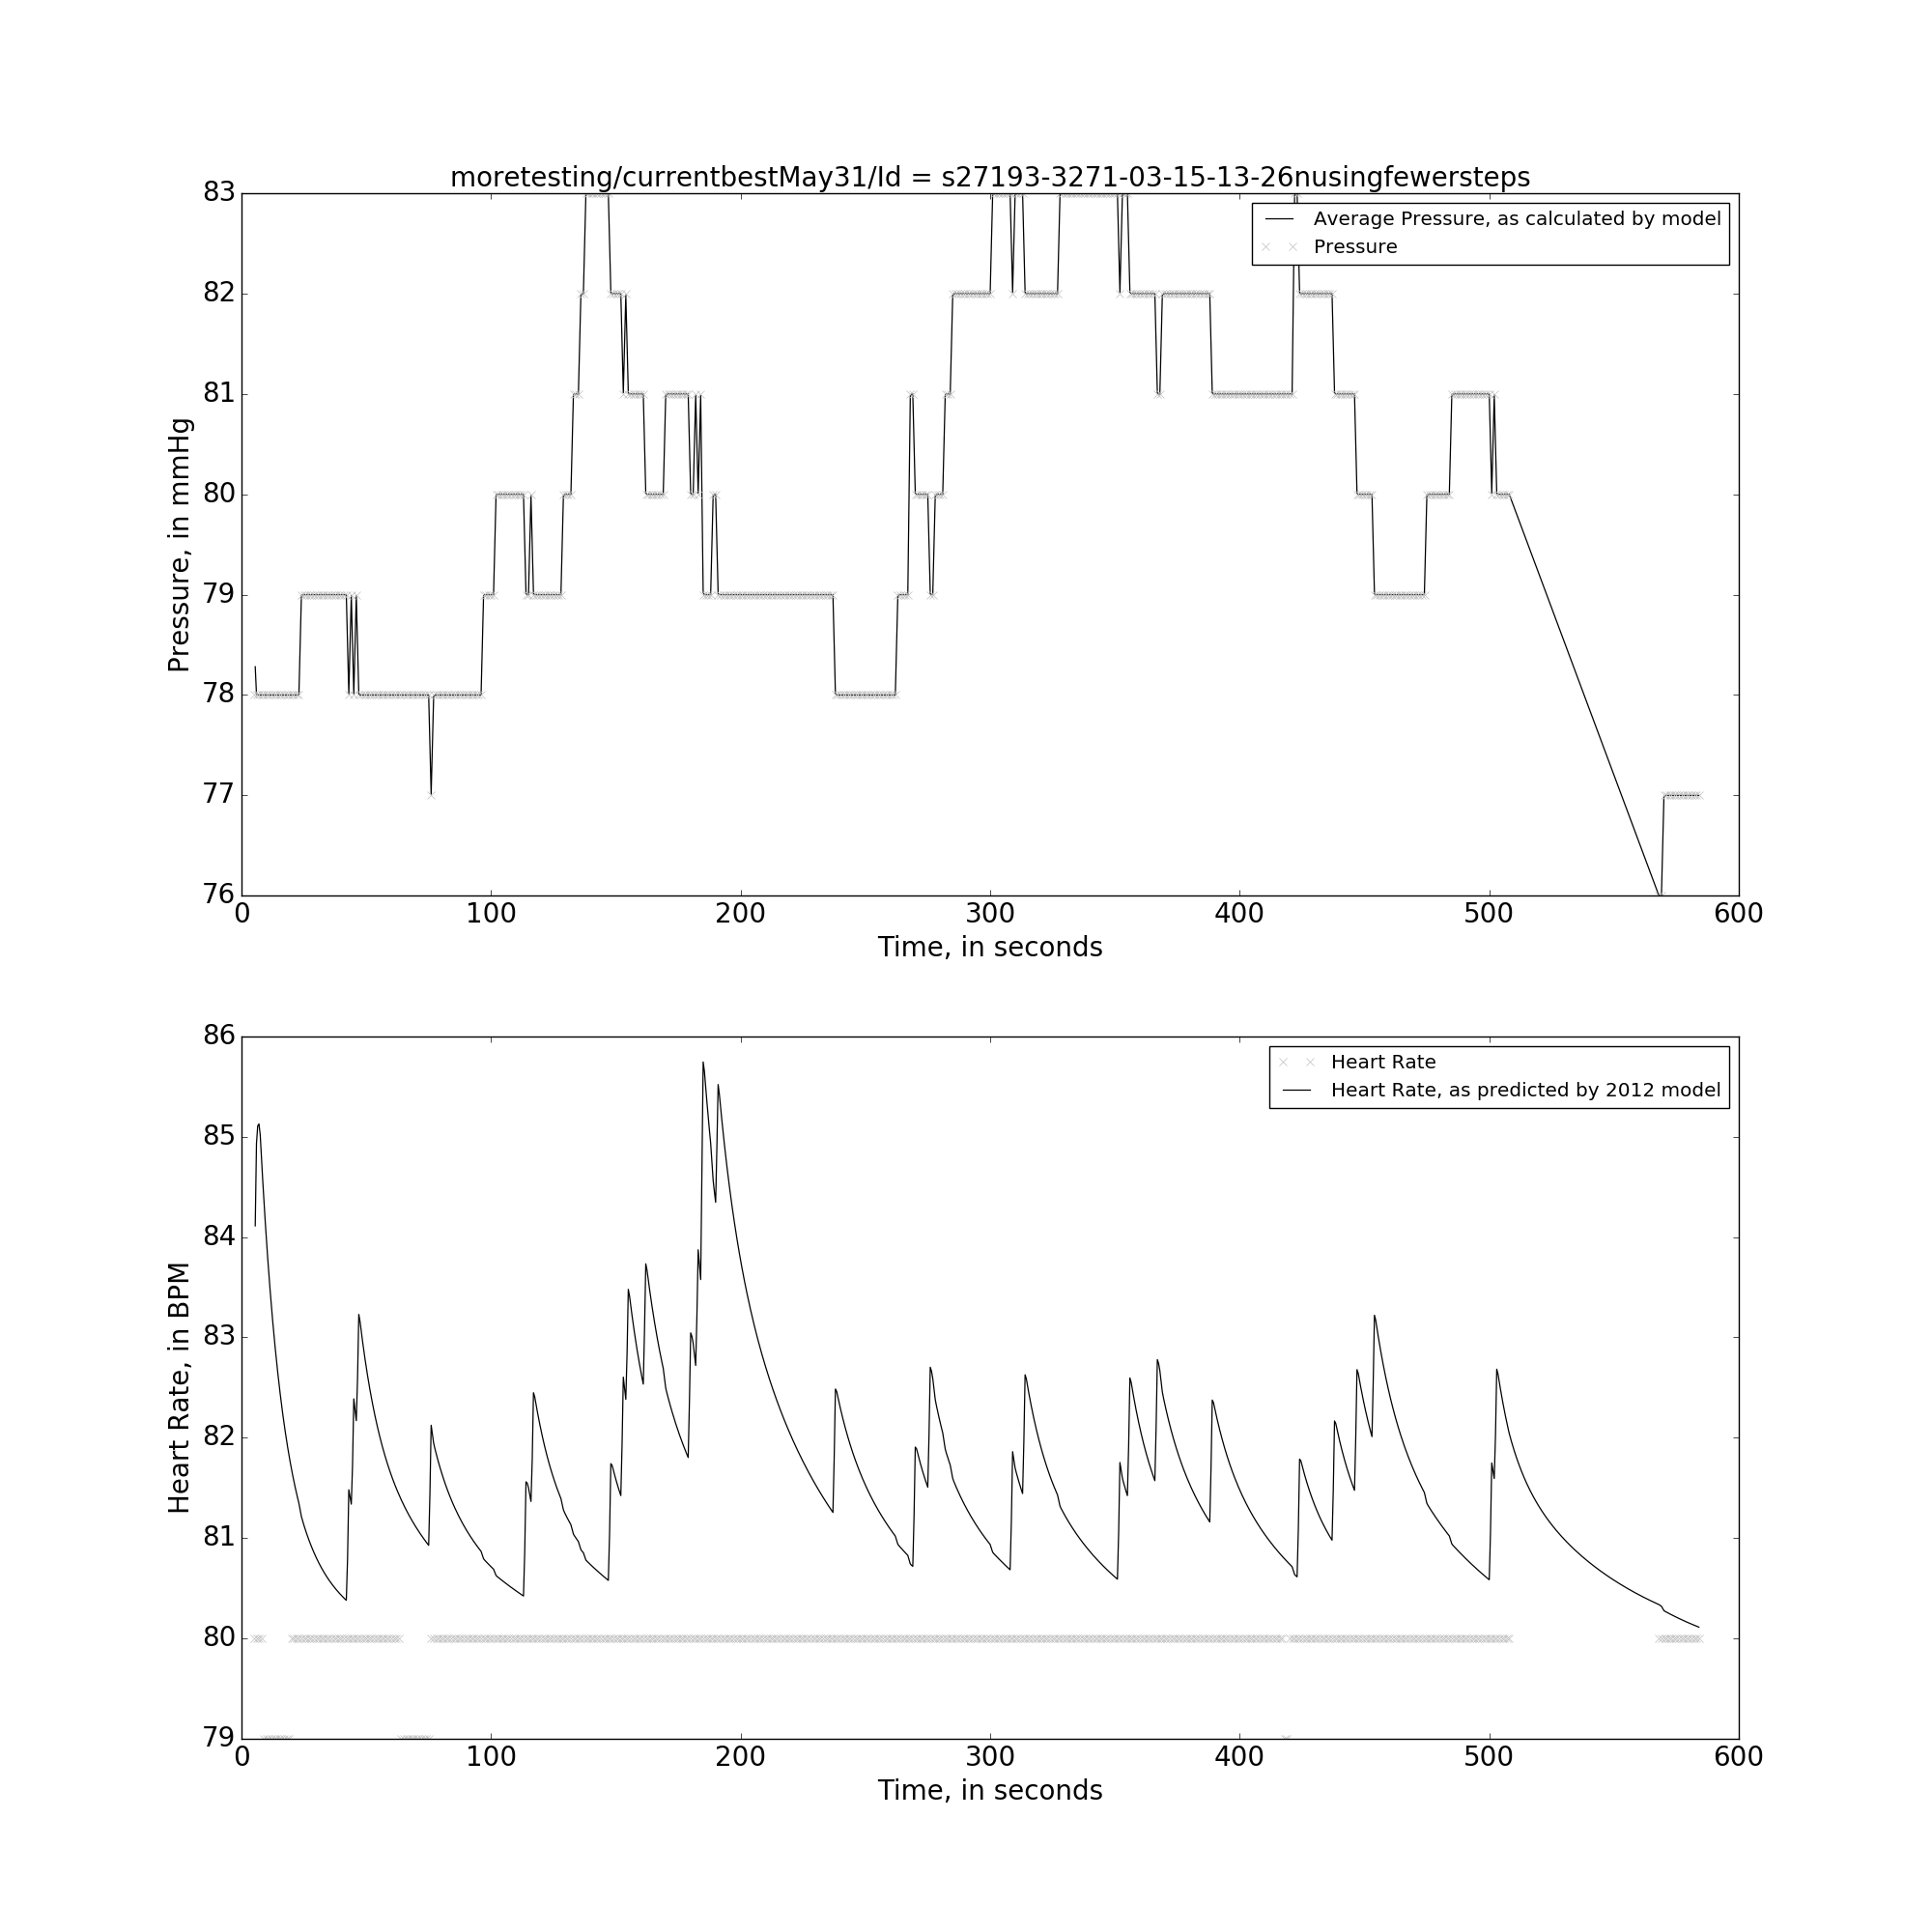 moretesting/currentbestMay31/Id = s27193-3271-03-15-13-26nusingfewersteps
83
82
81
80
79
78
77
76
Pressure, in mmHg
Average Pressure, as calculated by model
Pressure
0 100 200 300 400 500 600
Time, in seconds
86
85
84
83
82
81
80
79
Heart Rate, in BPM
Heart Rate
Heart Rate, as predicted by 2012 model
0 100 200 300 400 500 600
Time, in seconds